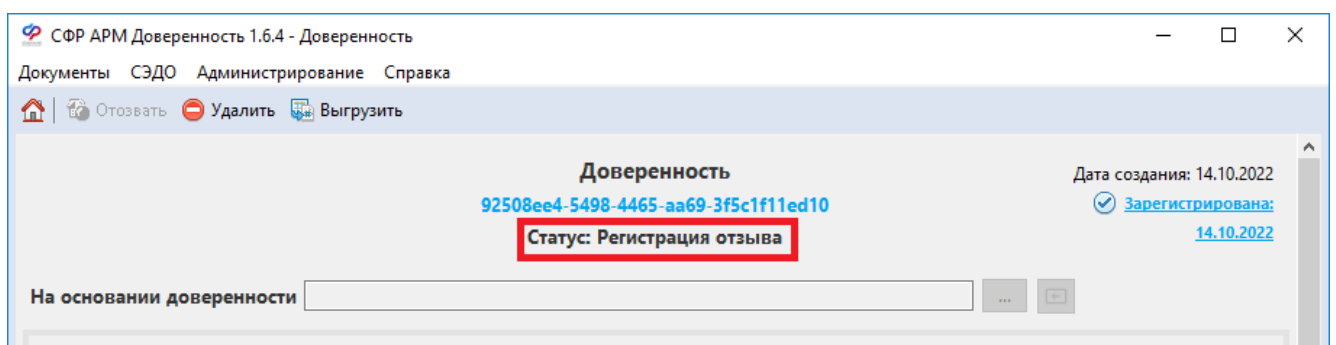 СФР АРМ Доверенность 1.6.4 - Доверенность
Документы СЭДО Администрирование Справка
Отозвать Удалить Выгрузить
Доверенность
Дата создания: 14.10.2022
92508ee4-5498-4465-aa69-3f5c1f11ed10
Зарегистрирована:
Статус: Регистрация отзыва
14.10.2022
На основании доверенности ...